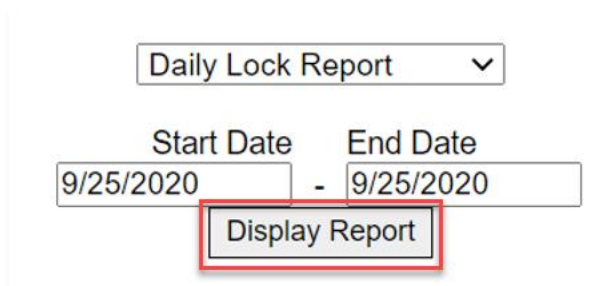 Daily Lock Report
Start Date End Date
9/25/2020 - 9/25/2020
Display Report